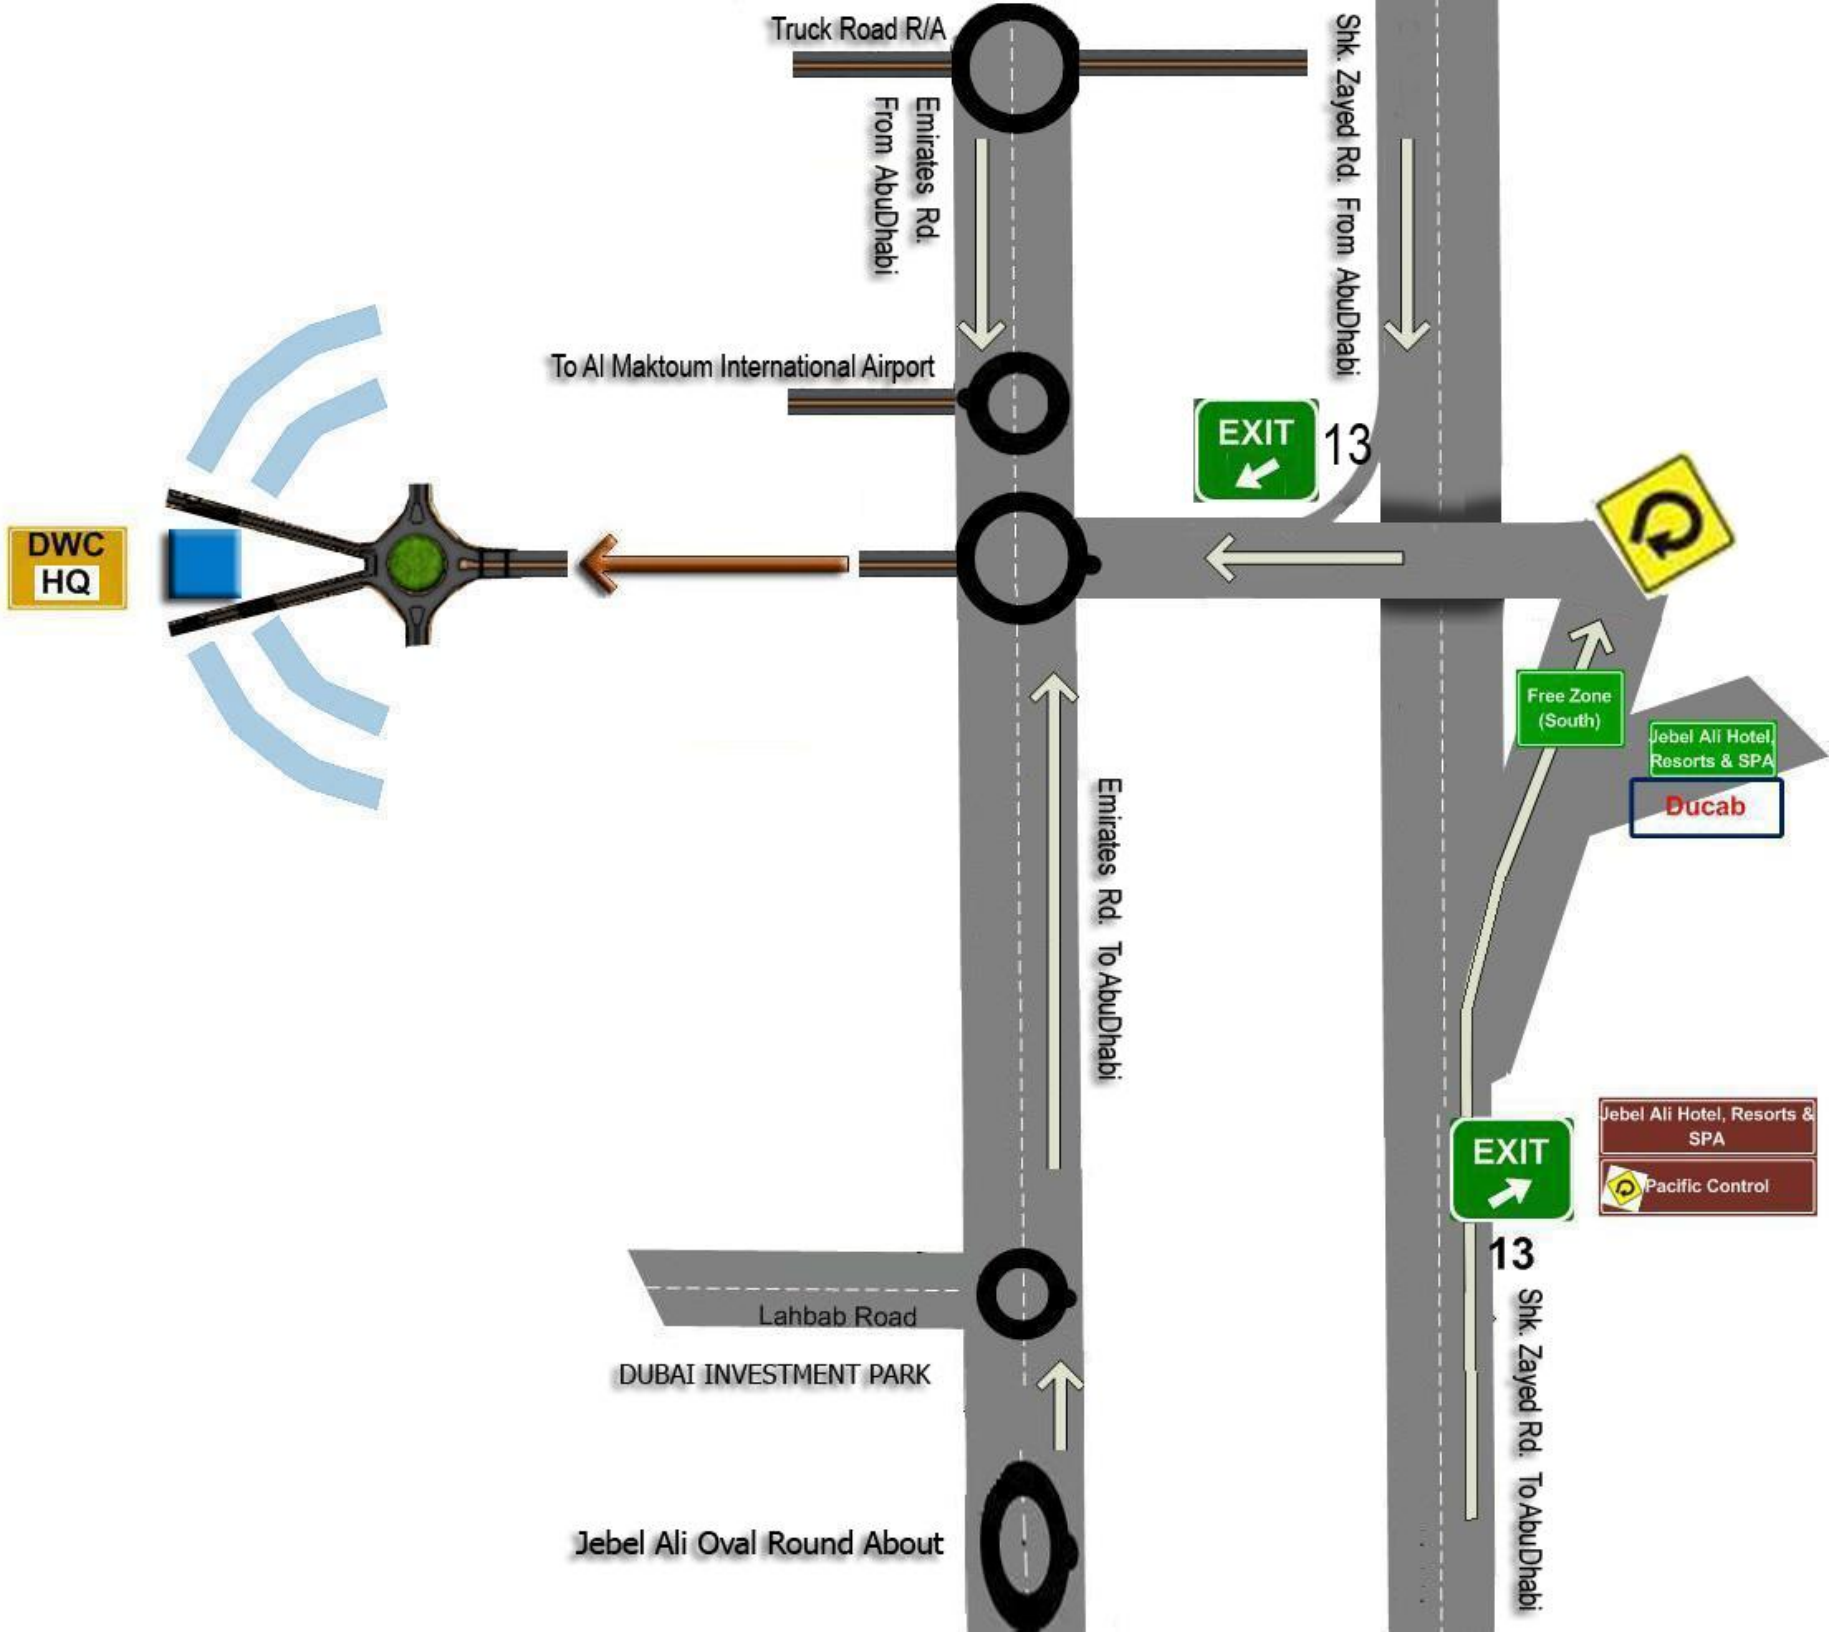 Truck Road R/A
Emirates Rd.
From AbuDhabi
Shk. Zayed Rd. From AbuDhabi
To Al Maktoum International Airport
EXIT
13
DWC
HQ
Free Zone
(South)
Jebel Ali Hotel,
Resorts & SPA
Ducab
Emirates Rd. To AbuDhabi
EXIT
13
Jebel Ali Hotel, Resorts &
SPA
Pacific Control
Shk. Zayed Rd. To AbuDhabi
Lahbab Road
DUBAI INVESTMENT PARK
Jebel Ali Oval Round About